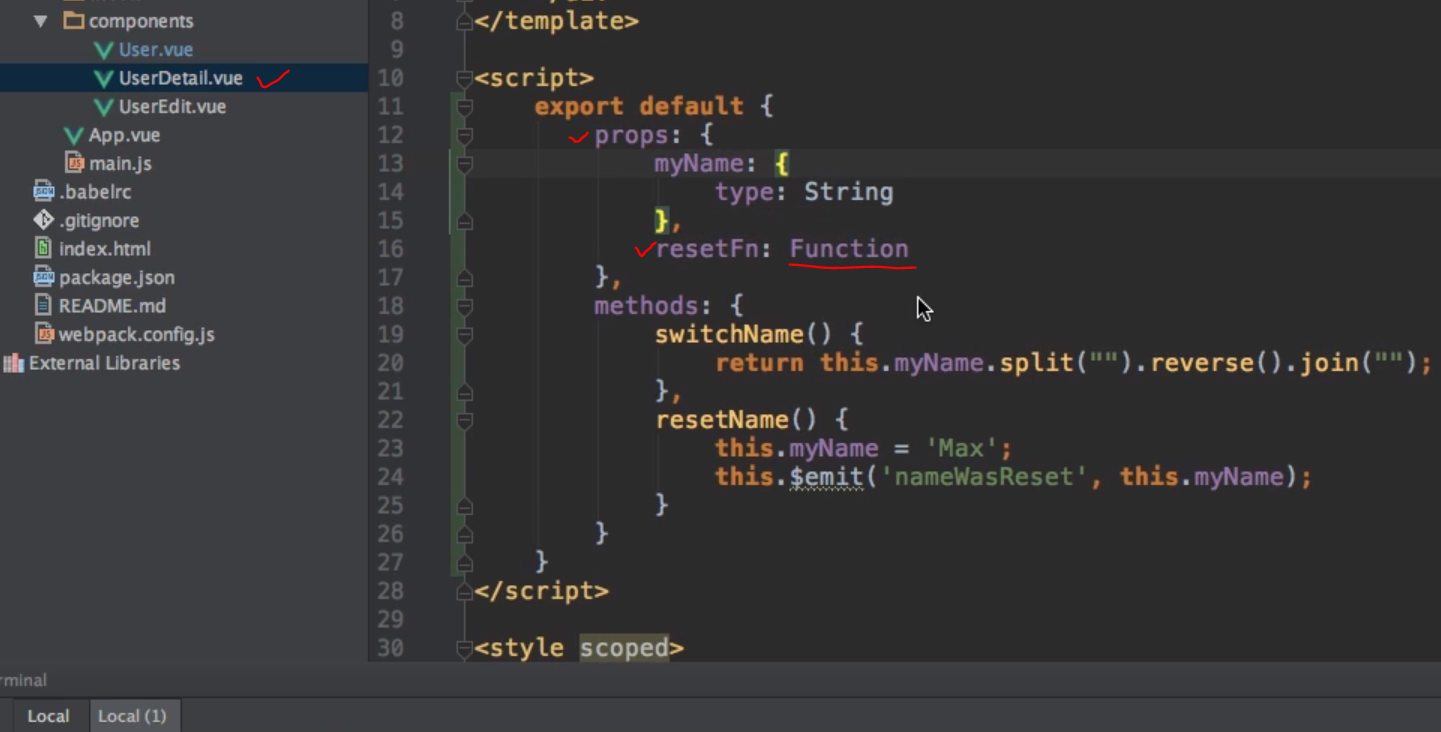 components
User.vue
UserDetail.vue
UserEdit.vue
App.vue
main.js
.babelrc
.gitignore
index.html
package.json
README.md
webpack.config.js
External Libraries
8 </template>
9
10 <script>
11 export default {
12 props: {
13 myName: {
14 type: String
15 },
16 resetFn: Function
17 },
18 methods: {
19 switchName() {
20 return this.myName.split("").reverse().join("");
21 },
22 resetName() {
23 this.myName = 'Max';
24 this.$emit('nameWasReset', this.myName);
25 }
26 }
27 }
28 </script>
29
30 <style scoped>
rminal
Local Local (1)